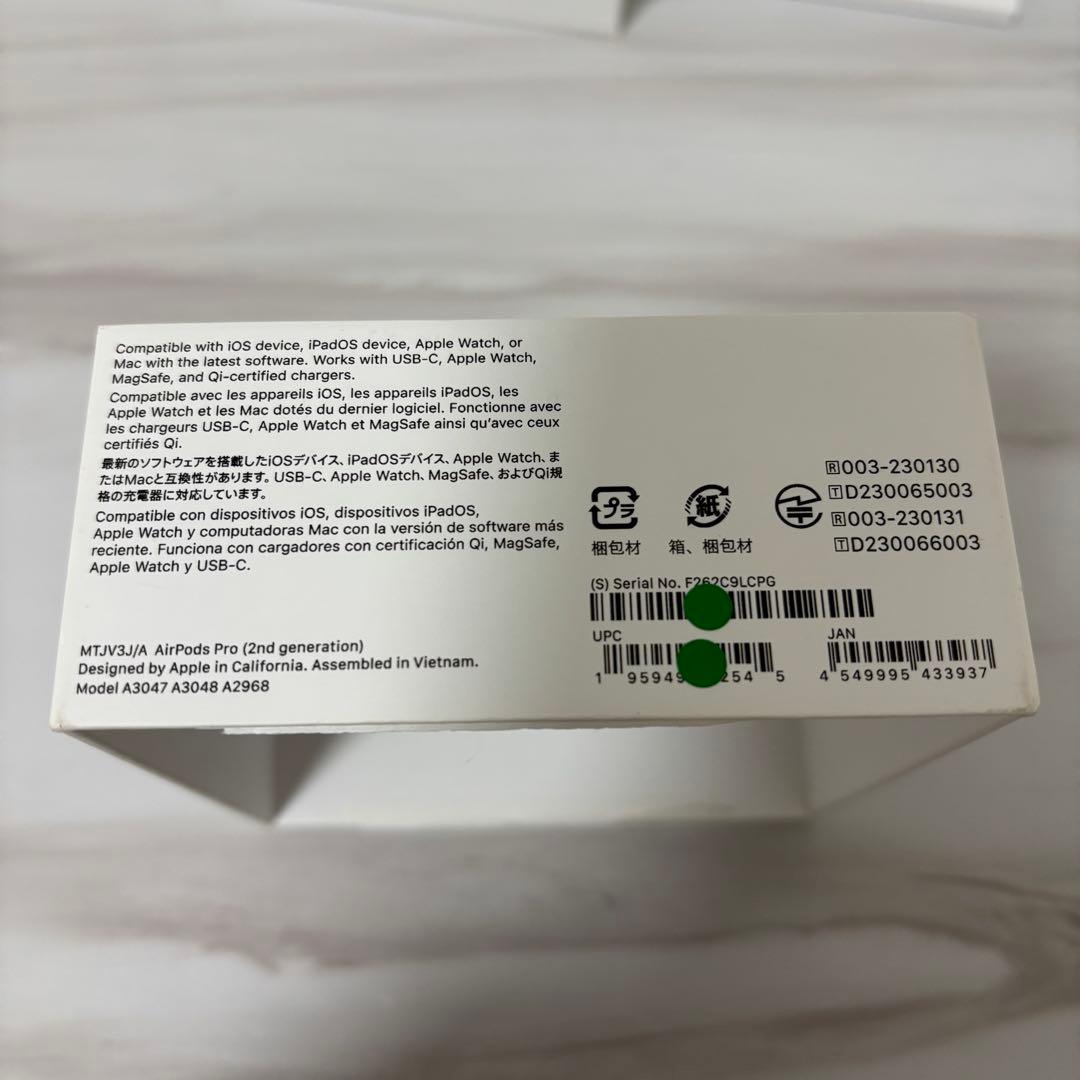 Compatible with iOS device, iPadOS device, Apple Watch, or
Mac with the latest software. Works with USB-C, Apple Watch,
MagSafe, and Qi-certified chargers.
Compatible avec les appareils iOS, les appareils iPadOS, les
Apple Watch et les Mac dotés du dernier logiciel. Fonctionne avec
les chargeurs USB-C, Apple Watch et MagSafe ainsi qu'avec ceux
certifiés Qi.
最新のソフトウェアを搭載したiOSデバイス、iPadOSデバイス、Apple Watch、ま
たはMacと互換性があります。USB-C、Apple Watch、MagSafe、およびQi規
格の充電器に対応しています。
Compatible con dispositivos iOS, dispositivos iPadOS,
Apple Watch y computadoras Mac con la versión de software más
reciente. Funciona con cargadores con certificación Qi, MagSafe,
Apple Watch y USB-C.
MTJV3J/A AirPods Pro (2nd generation)
Designed by Apple in California. Assembled in Vietnam.
Model A3047 A3048 A2968
プラ
梱包材
紙
箱、梱包材
R 003-230130
T D230065003
R 003-230131
T D230066003
(S) Serial No. F262C9LCPG
UPC
1 95949 254 5
JAN
4 549995 433937